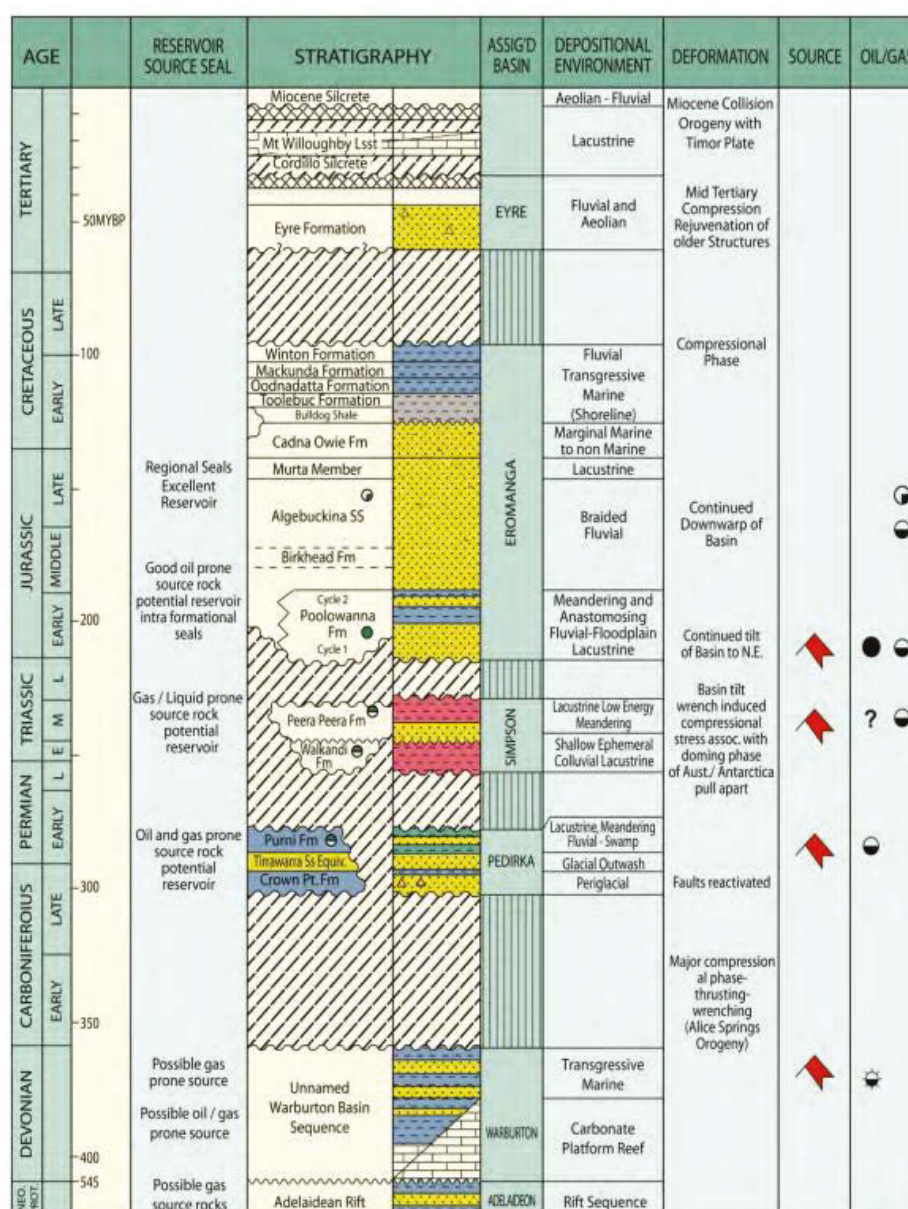 AGE
RESERVOIR
SOURCE SEAL
STRATIGRAPHY
ASSIG'D
BASIN
DEPOSITIONAL
ENVIRONMENT
DEFORMATION
SOURCE
OIL/GAS
TERTIARY
CRETACEOUS
LATE
EARLY
JURASSIC
LATE
MIDDLE
EARLY
TRIASSIC
L
M
E
PERMIAN
L
EARLY
CARBONIFEROIUS
LATE
EARLY
DEVONIAN
NEO.
PROT.
50MYBP
100
200
300
350
400
545
Regional Seals
Excellent
Reservoir
Good oil prone
source rock
potential reservoir
intra formational
seals
Gas / Liquid prone
source rock
potential
reservoir
Oil and gas prone
source rock
potential
reservoir
Possible gas
prone source
Possible oil / gas
prone source
Possible gas
source rocks
Miocene Silcrete
Mt Willoughby Lsst
Cordillo Silcrete
Eyre Formation
? ?
Winton Formation
Mackunda Formation
Oodnadatta Formation
Toolebuc Formation
Bulldog Shale
Cadna Owie Fm
Murta Member
Algebuckina SS
Birkhead Fm
Cycle 2
Poolowanna
Fm
Cycle 1
Peera Peera Fm
Walkandi
Fm
Purni Fm
Tirrawarra Ss Equiv.
Crown Pt. Fm
Unnamed
Warburton Basin
Sequence
Adelaidean Rift
EYRE
EROMANGA
SIMPSON
PEDIRKA
WARBURTON
ADELAIDEON
Aeolian - Fluvial
Lacustrine
Fluvial and
Aeolian
Fluvial
Transgressive
Marine
(Shoreline)
Marginal Marine
to non Marine
Lacustrine
Braided
Fluvial
Meandering and
Anastomosing
Fluvial-Floodplain
Lacustrine
Lacustrine Low Energy
Meandering
Shallow Ephemeral
Colluvial Lacustrine
Lacustrine, Meandering
Fluvial - Swamp
Glacial Outwash
Periglacial
Transgressive
Marine
Carbonate
Platform Reef
Rift Sequence
Miocene Collision
Orogeny with
Timor Plate
Mid Tertiary
Compression
Rejuvenation of
older Structures
Compressional
Phase
Continued
Downwarp of
Basin
Continued tilt
of Basin to N.E.
Basin tilt
wrench induced
compressional
stress assoc. with
doming phase
of Aust./ Antarctica
pull apart
Faults reactivated
Major compression
al phase-
thrusting-
wrenching
(Alice Springs
Orogeny)
?